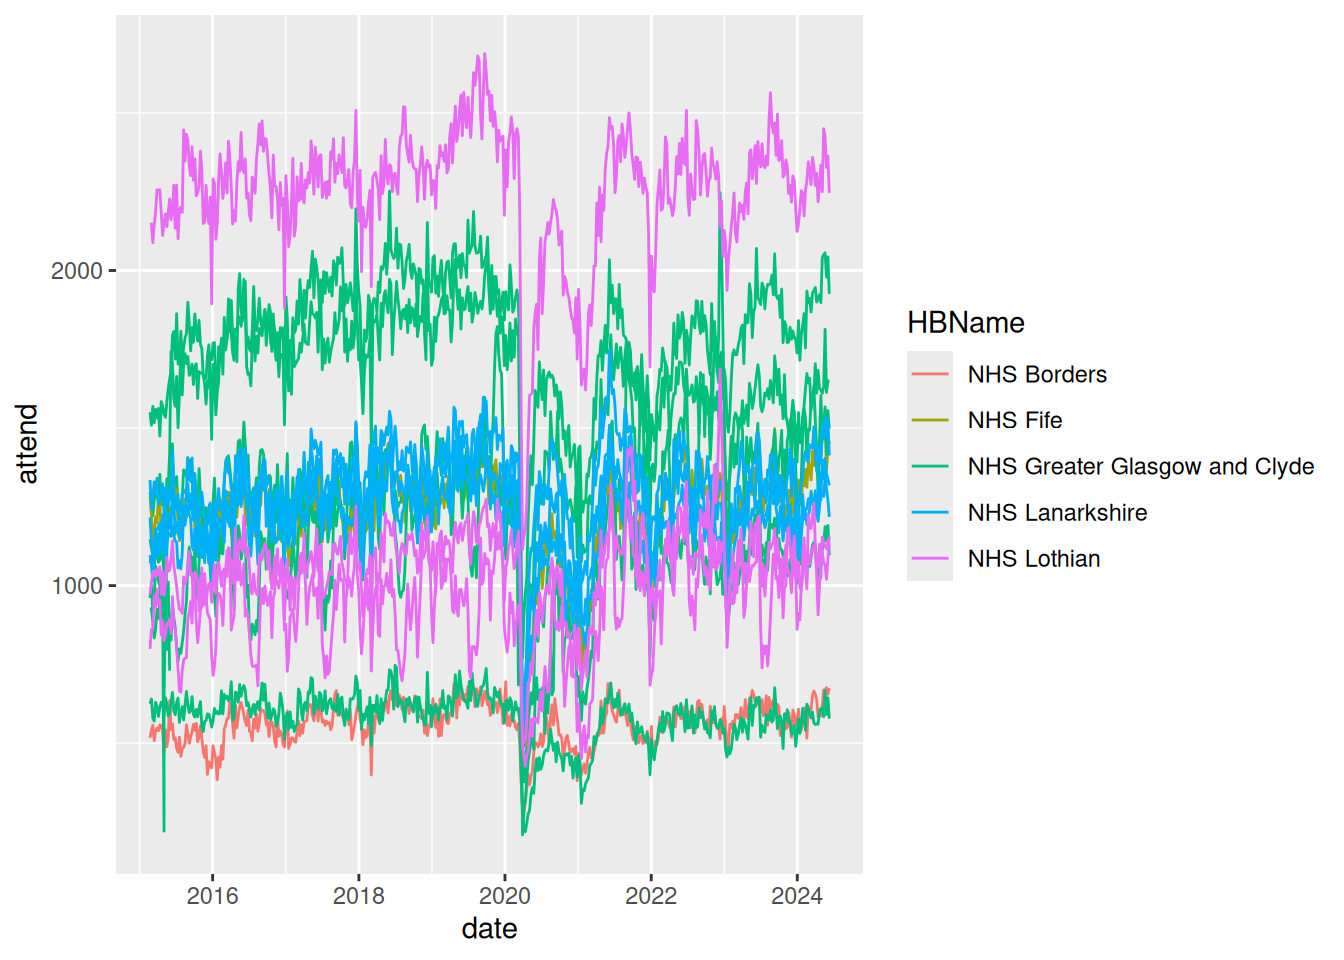 2000
1000
attend
2016 2018 2020 2022 2024
date
HBName
NHS Borders
NHS Fife
NHS Greater Glasgow and Clyde
NHS Lanarkshire
NHS Lothian